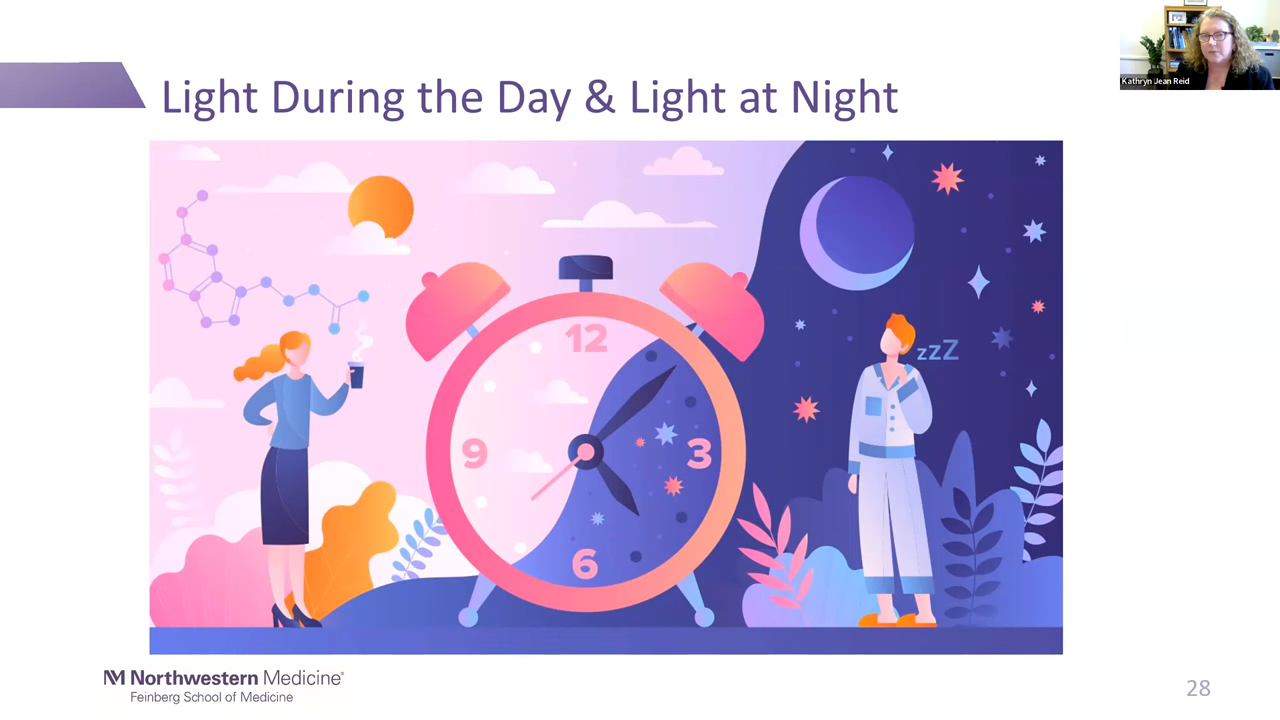 Kathryn Jean Reid
Light During the Day & Light at Night
12
zzZ
9
3
6
Northwestern Medicine®
Feinberg School of Medicine
28